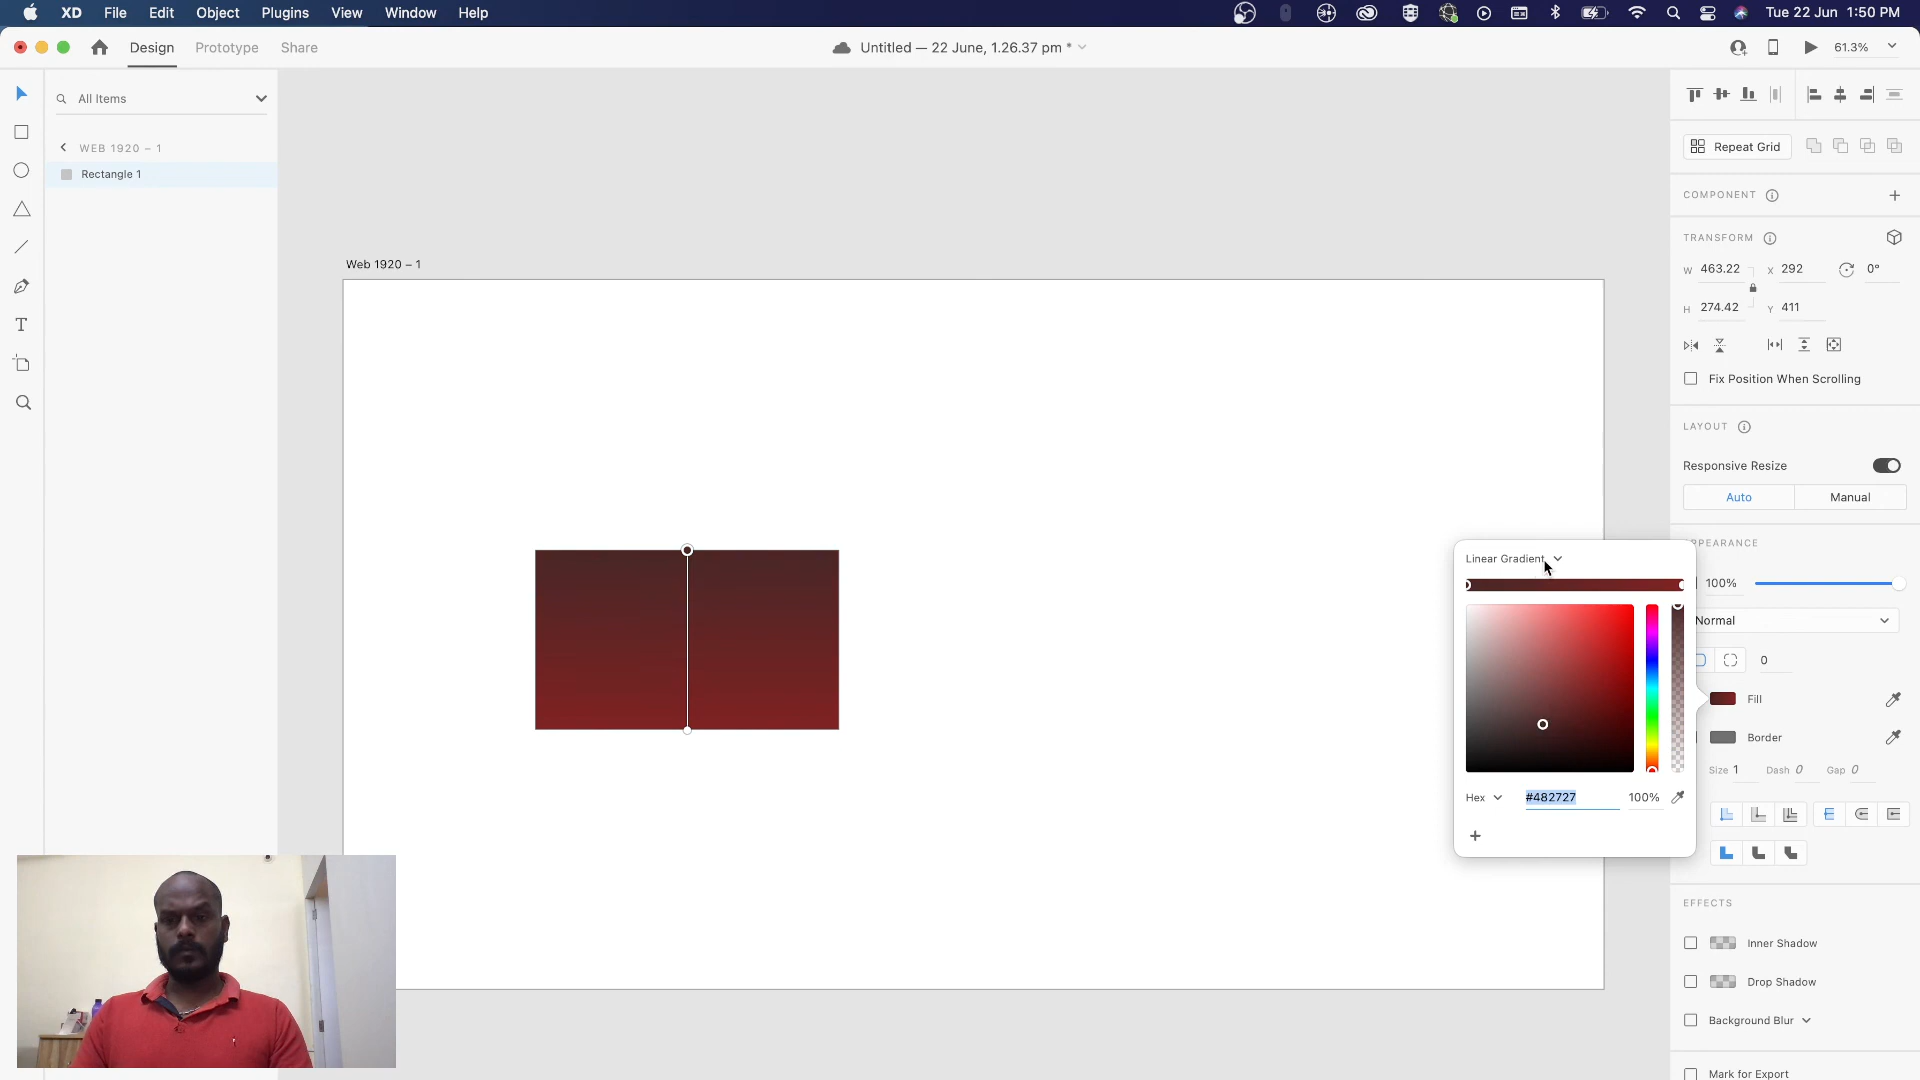 XD File Edit Object Plugins View Window Help Tue 22 Jun 1:50 PM
Design Prototype Share Untitled — 22 June, 1.26.37 pm * 61.3%
All Items
WEB 1920 – 1
Rectangle 1
Web 1920 – 1
Repeat Grid
COMPONENT
TRANSFORM
W 463.22 X 292 0°
H 274.42 Y 411
Fix Position When Scrolling
LAYOUT
Responsive Resize
Auto Manual
PPEARANCE
Linear Gradient
100%
Normal
0
Fill
Border
Size 1 Dash 0 Gap 0
Hex #482727 100%
+
EFFECTS
Inner Shadow
Drop Shadow
Background Blur
Mark for Export